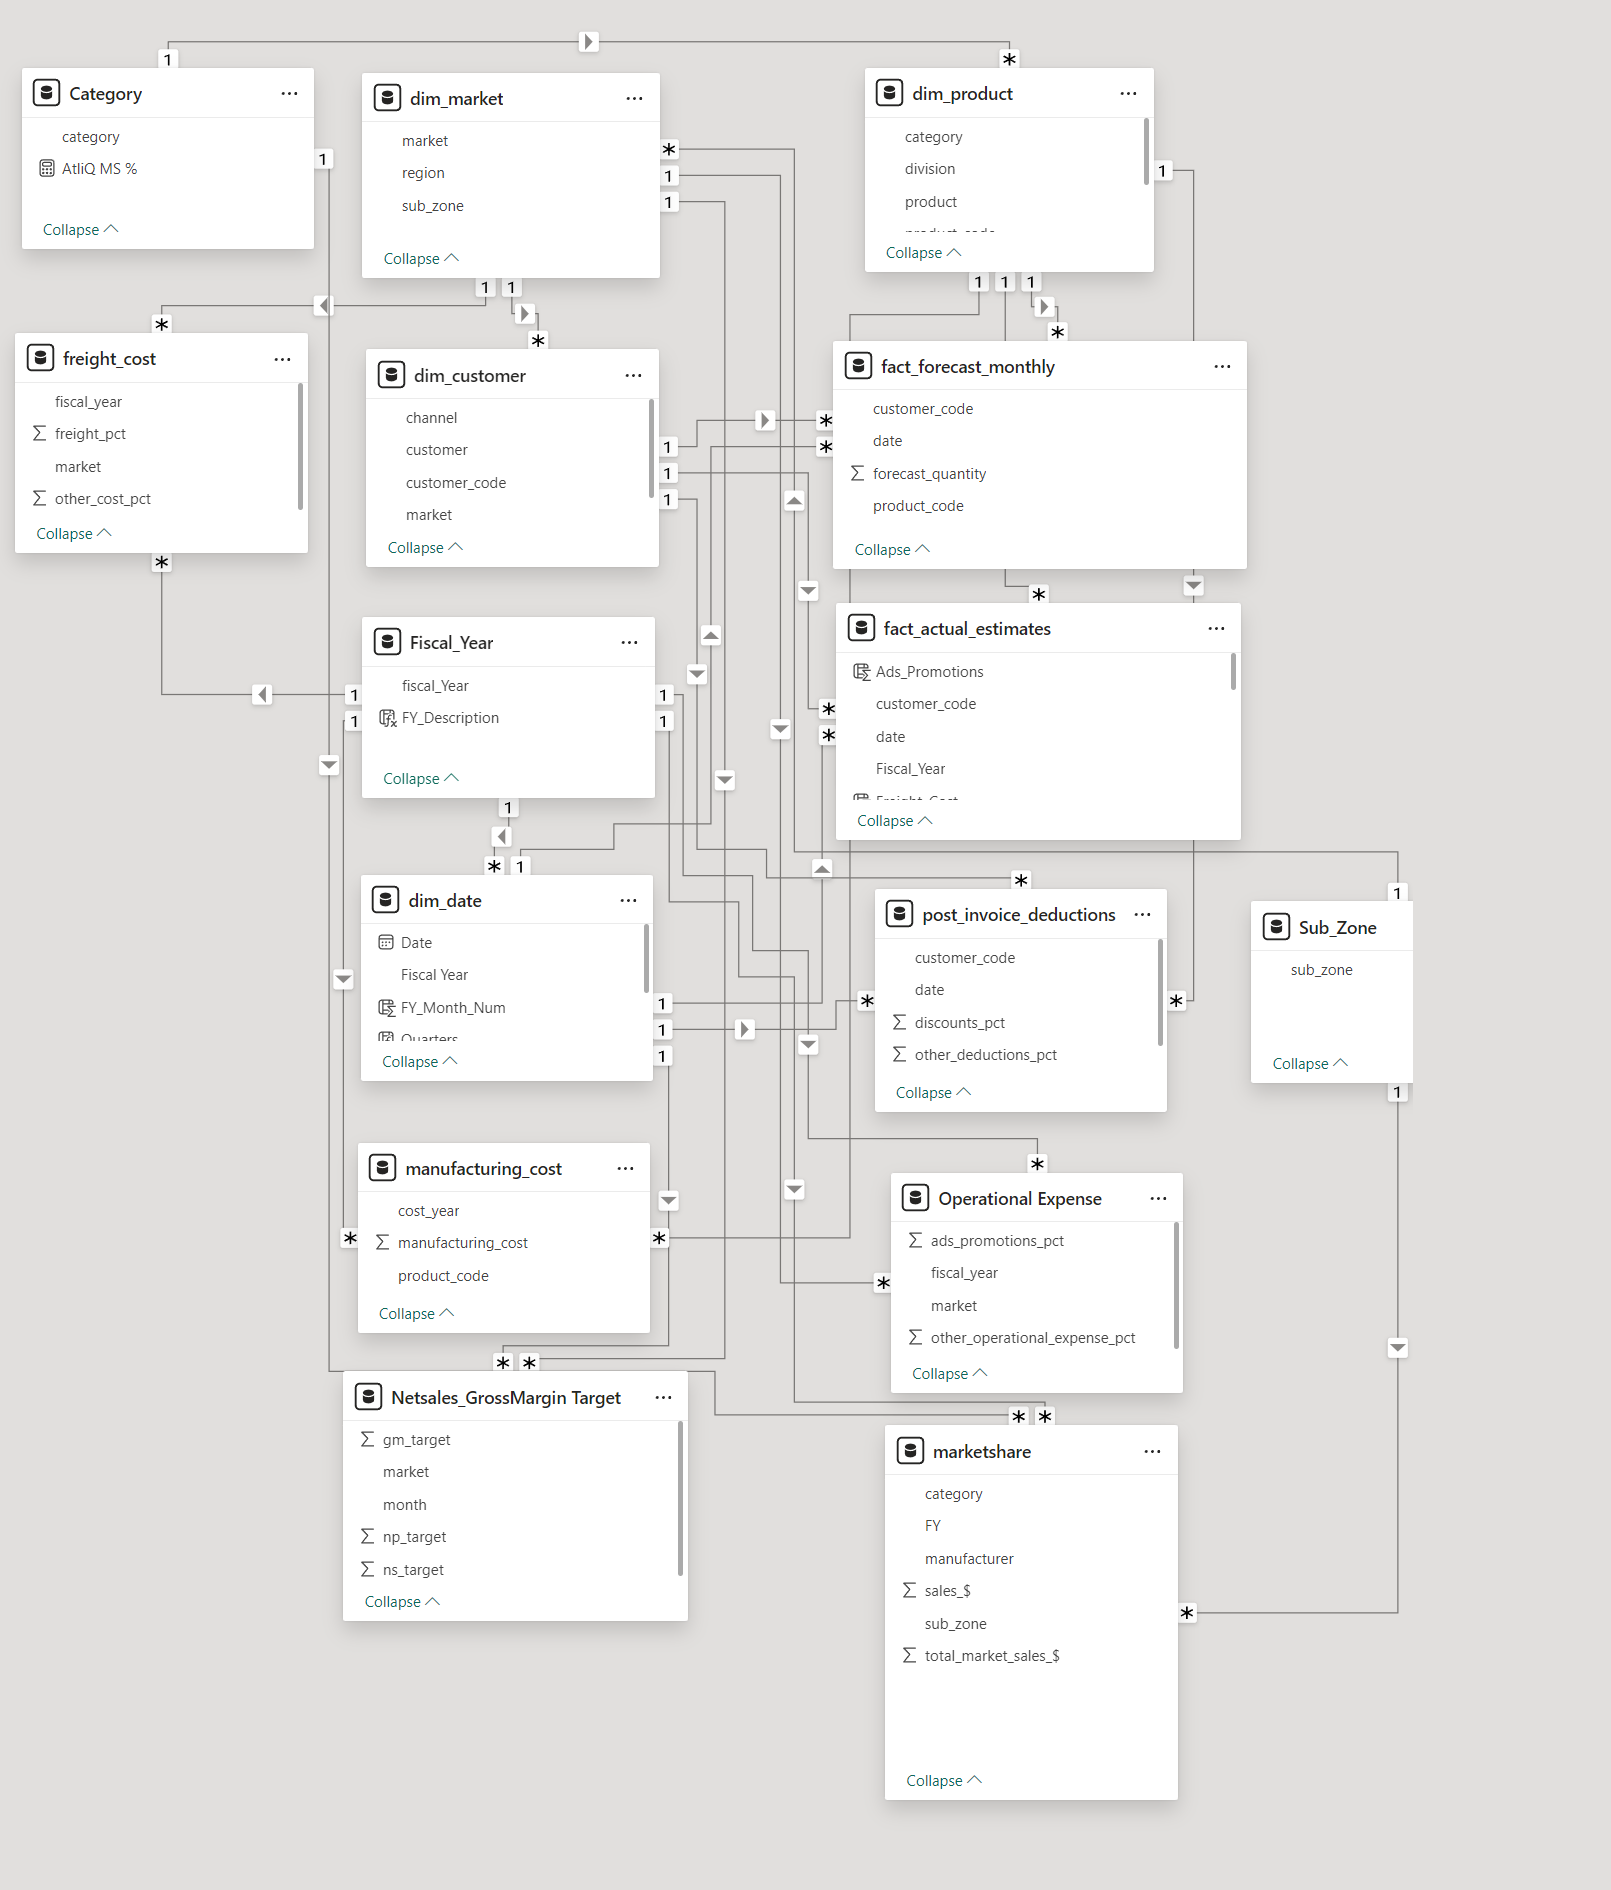 1
*
Category
...
category
AtliQ MS %
Collapse
1
dim_market
...
market
region
sub_zone
Collapse
*
1
1
1
1
dim_product
...
category
division
product
product_code
Collapse
1
1
1
1
*
*
*
freight_cost
...
fiscal_year
freight_pct
market
other_cost_pct
Collapse
*
dim_customer
...
channel
customer
customer_code
market
Collapse
1
1
1
fact_forecast_monthly
...
customer_code
date
forecast_quantity
product_code
Collapse
*
*
*
Fiscal_Year
...
fiscal_Year
FY_Description
Collapse
1
1
1
1
1
fact_actual_estimates
...
Ads_Promotions
customer_code
date
Fiscal_Year
Freight_Cost
Collapse
*
*
*
1
dim_date
...
Date
Fiscal Year
FY_Month_Num
Quarters
Collapse
1
1
1
*
post_invoice_deductions
...
customer_code
date
discounts_pct
other_deductions_pct
Collapse
*
*
1
Sub_Zone
sub_zone
Collapse
1
manufacturing_cost
...
cost_year
manufacturing_cost
product_code
Collapse
*
*
*
Operational Expense
...
ads_promotions_pct
fiscal_year
market
other_operational_expense_pct
Collapse
*
*
*
Netsales_GrossMargin Target
...
gm_target
market
month
np_target
ns_target
Collapse
*
*
marketshare
...
category
FY
manufacturer
sales_$
sub_zone
total_market_sales_$
Collapse
*